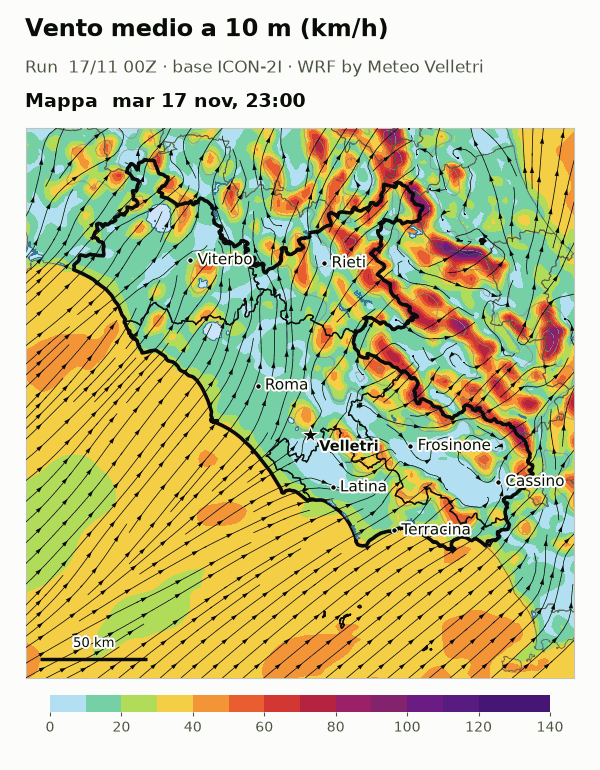 Vento medio a 10 m (km/h)
Run 17/11 00Z · base ICON-2I · WRF by Meteo Velletri
Mappa mar 17 nov, 23:00
Viterbo
Rieti
Roma
Velletri
Frosinone
Latina
Cassino
Terracina
50 km
0 20 40 60 80 100 120 140